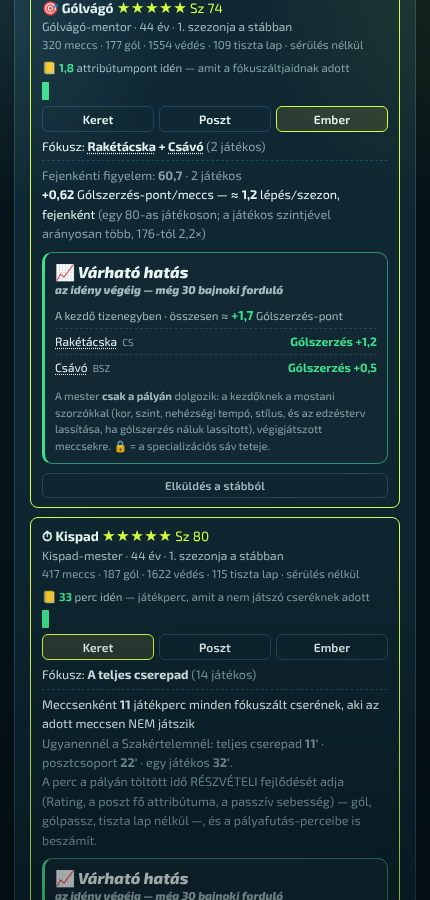 🎯 Gólvágó ★★★★★ Sz 74
Gólvágó-mentor · 44 év · 1. szezonja a stábban
320 meccs · 177 gól · 1554 védés · 109 tiszta lap · sérülés nélkül
📒 1,8 attribútumpont idén — amit a fókuszáltjaidnak adott
Keret
Poszt
Ember
Fókusz: Rakétácska + Csávó (2 játékos)
Fejenkénti figyelem: 60,7 · 2 játékos
+0,62 Gólszerzés-pont/meccs — ≈ 1,2 lépés/szezon,
fejenként (egy 80-as játékoson; a játékos szintjével
arányosan több, 176-tól 2,2×)
📈 Várható hatás
az idény végéig — még 30 bajnoki forduló
A kezdő tizenegyben · összesen ≈ +1,7 Gólszerzés-pont
Rakétácska CS Gólszerzés +1,2
Csávó BSZ Gólszerzés +0,5
A mester csak a pályán dolgozik: a kezdőknek a mostani
szorzókkal (kor, szint, nehézségi tempó, stílus, és az edzésterv
lassítása, ha gólszerzés náluk lassított), végigjátszott
meccsekre. 🔒 = a specializációs sáv teteje.
Elküldés a stábból
⏱ Kispad ★★★★★ Sz 80
Kispad-mester · 44 év · 1. szezonja a stábban
417 meccs · 187 gól · 1622 védés · 115 tiszta lap · sérülés nélkül
📒 33 perc idén — játékperc, amit a nem játszó cseréknek adott
Keret
Poszt
Ember
Fókusz: A teljes cserepad (14 játékos)
Meccsenként 11 játékperc minden fókuszált cserének, aki az
adott meccsen NEM játszik
Ugyanennél a Szakértelemnél: teljes cserepad 11' ·
posztcsoport 22' · egy játékos 32'.
A perc a pályán töltött idő RÉSZVÉTELI fejlődését adja
(Rating, a poszt fő attribútuma, a passzív sebesség) — gól,
gólpassz, tiszta lap nélkül —, és a pályafutás-perceibe is
beszámít.
📈 Várható hatás
az idény végéig — még 30 bajnoki forduló